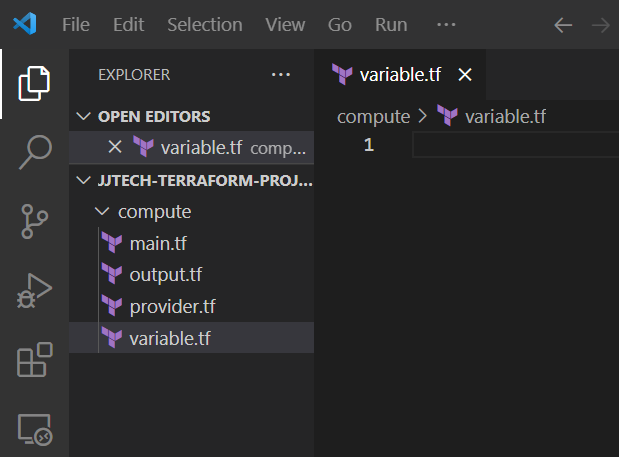 File Edit Selection View Go Run ...
EXPLORER ...
variable.tf
OPEN EDITORS
compute > variable.tf
variable.tf comp...
1
JJTECH-TERRAFORM-PROJ...
compute
main.tf
output.tf
provider.tf
variable.tf